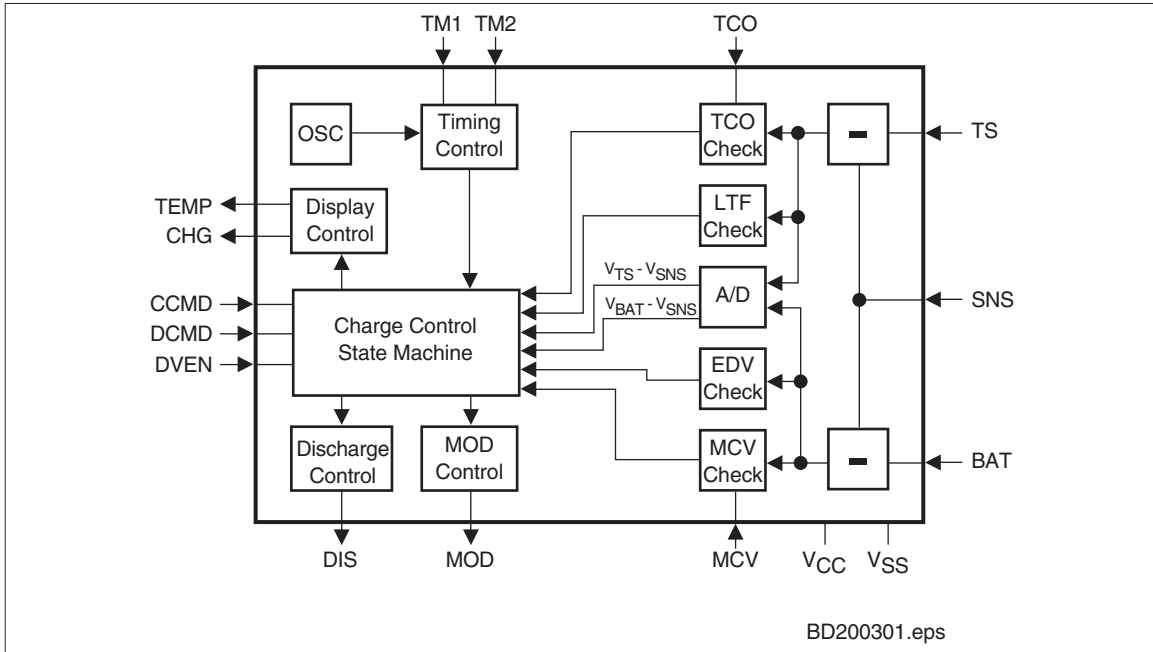 TM1 TM2 TCO
OSC
Timing
Control
TCO
Check
TS
TEMP
CHG
Display
Control
LTF
Check
CCMD
DCMD
DVEN
Charge Control
State Machine
VTS - VSNS
VBAT - VSNS
A/D
SNS
EDV
Check
Discharge
Control
MOD
Control
MCV
Check
BAT
DIS MOD MCV VCC VSS
BD200301.eps